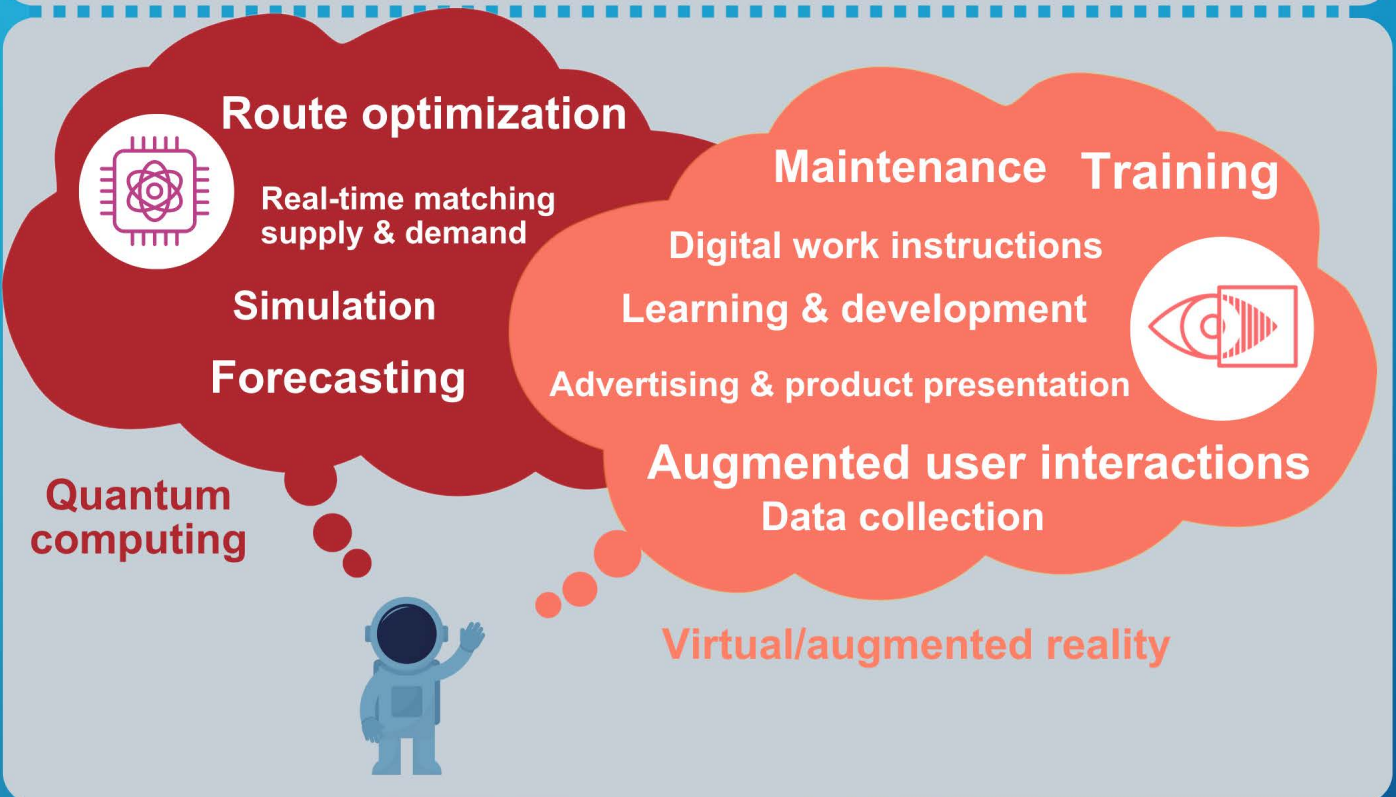 Route optimization
Real-time matching
supply & demand
Simulation
Forecasting
Quantum
computing
Maintenance
Training
Digital work instructions
Learning & development
Advertising & product presentation
Augmented user interactions
Data collection
Virtual/augmented reality